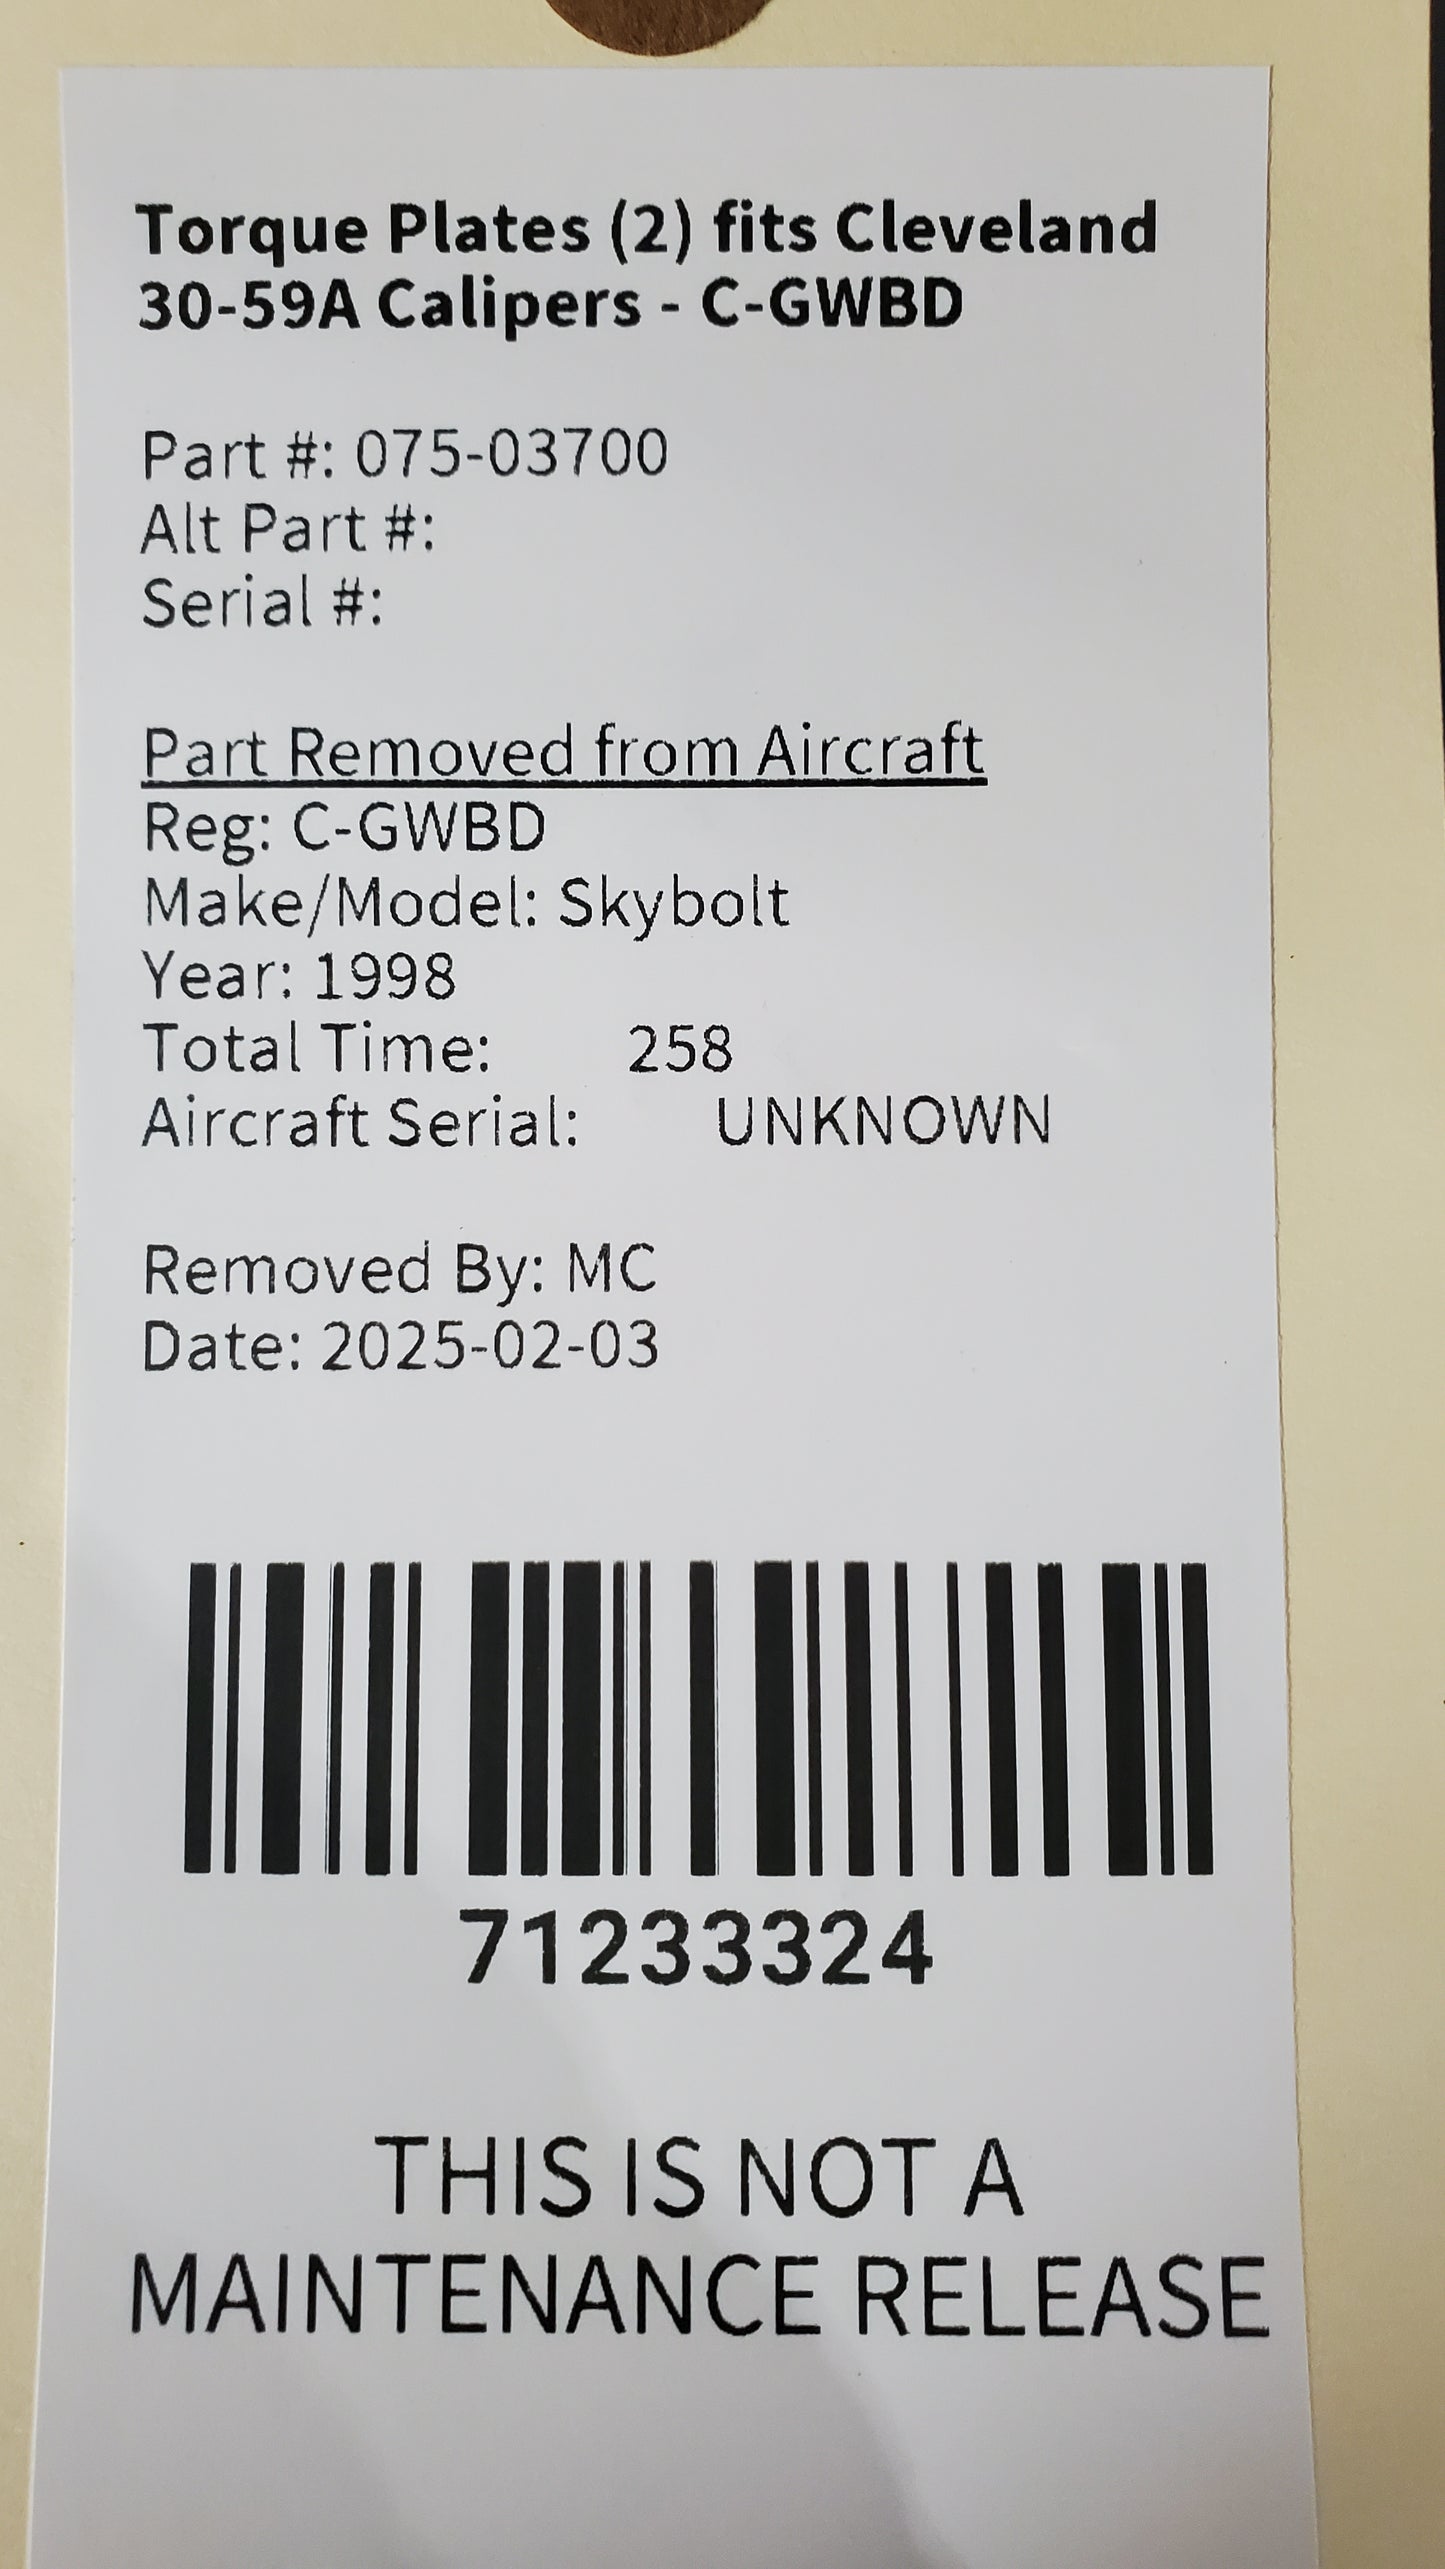 Torque Plates (2) fits Cleveland
30-59A Calipers - C-GWBD
Part #: 075-03700
Alt Part #:
Serial #:
Part Removed from Aircraft
Reg: C-GWBD
Make/Model: Skybolt
Year: 1998
Total Time: 258
Aircraft Serial: UNKNOWN
Removed By: MC
Date: 2025-02-03
71233324
THIS IS NOT A
MAINTENANCE RELEASE